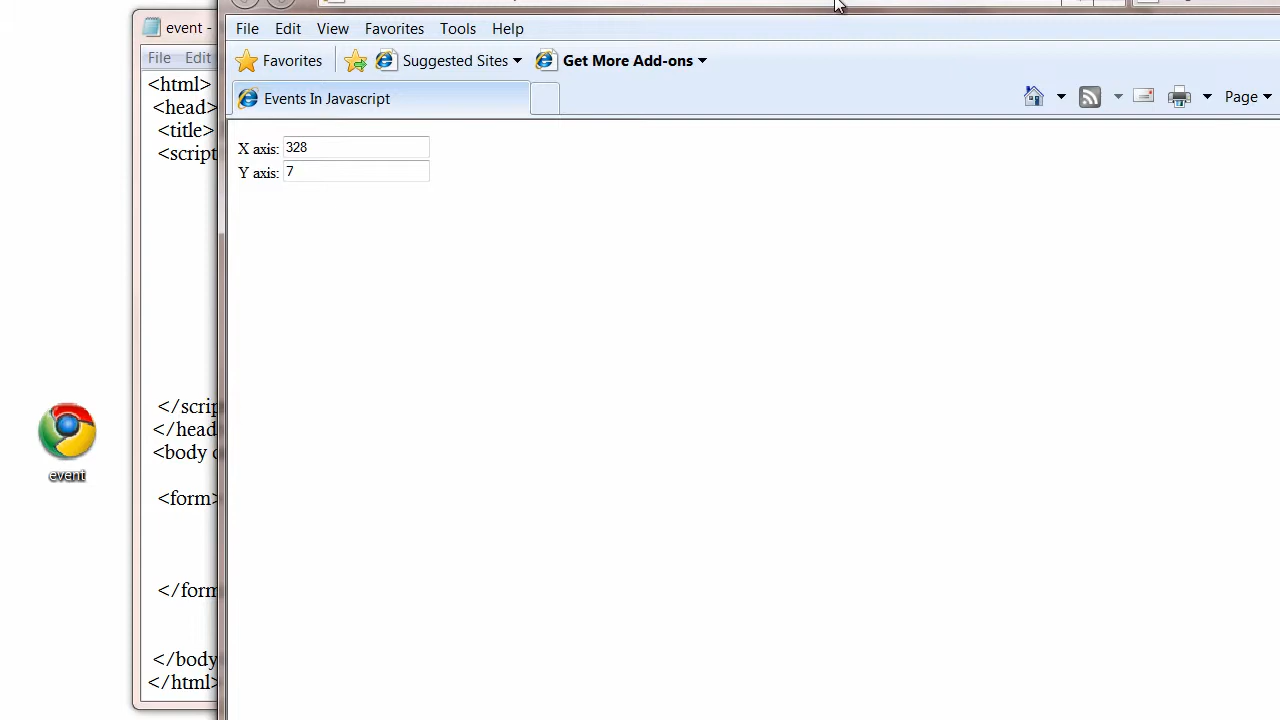 event -
File Edit
<html>
<head>
<title>
<script
</scrip
</head
<body
<form>
</form
</body
</html>
event
File Edit View Favorites Tools Help
Favorites Suggested Sites Get More Add-ons
Events In Javascript
Page
X axis: 328
Y axis: 7